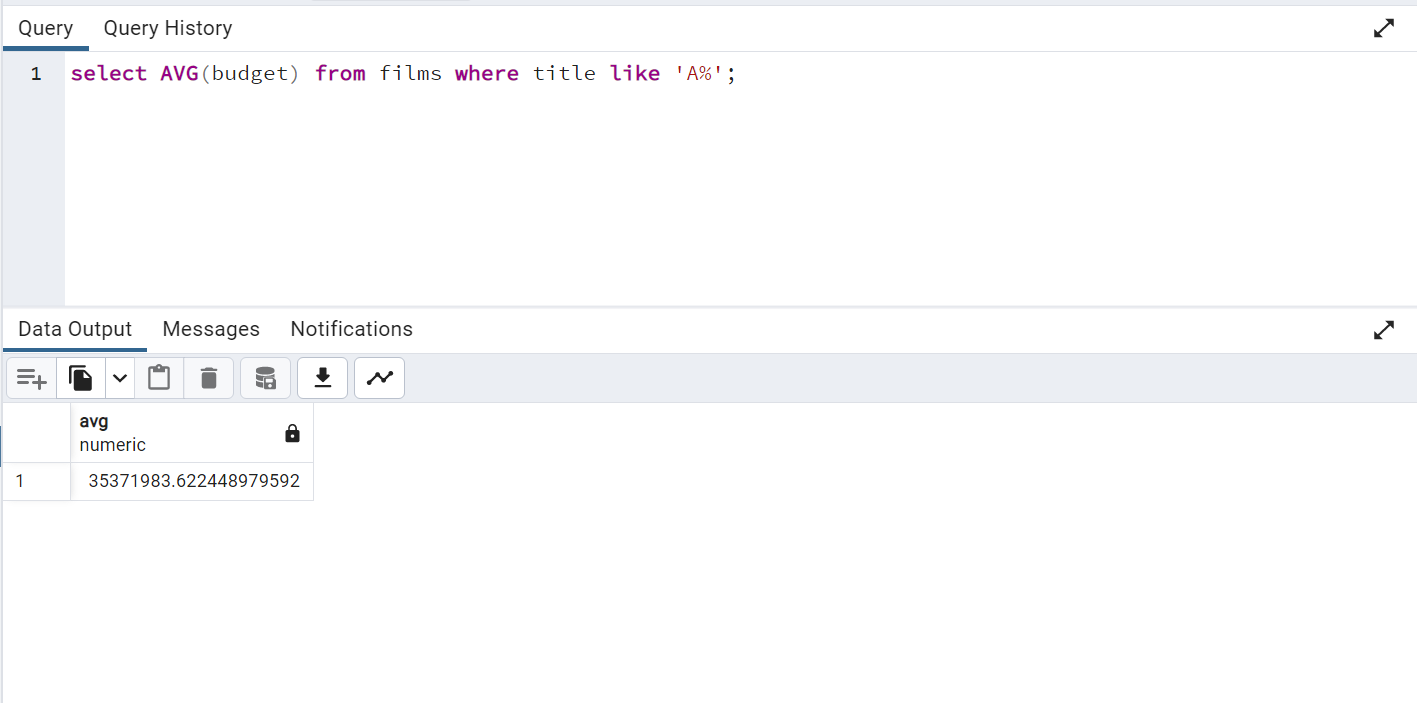 Query Query History
1 select AVG(budget) from films where title like 'A%';
Data Output Messages Notifications
avg
numeric
1 35371983.622448979592